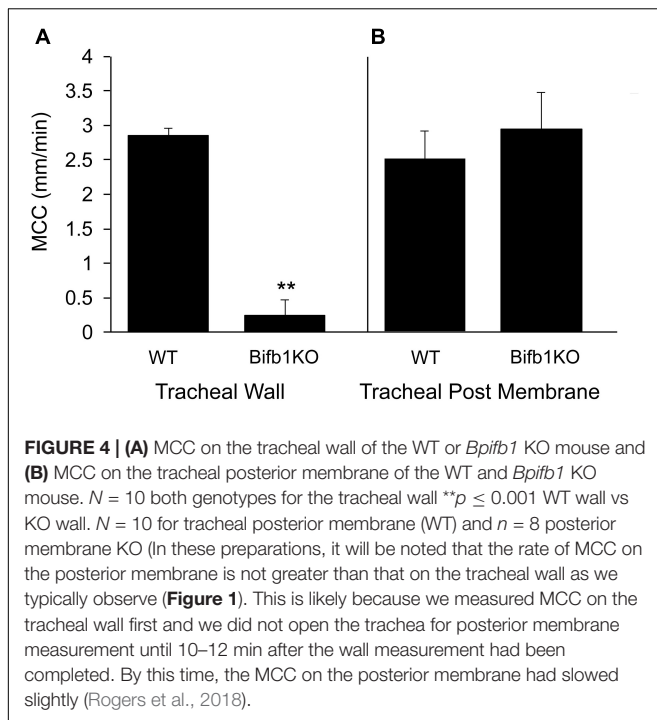 A
B
4
3.5
3
2.5
2
1.5
1
0.5
0
MCC (mm/min)
**
WT
Bifb1KO
WT
Bifb1KO
Tracheal Wall
Tracheal Post Membrane
FIGURE 4 | (A) MCC on the tracheal wall of the WT or Bpifb1 KO mouse and
(B) MCC on the tracheal posterior membrane of the WT and Bpifb1 KO
mouse. N = 10 both genotypes for the tracheal wall **p ≤ 0.001 WT wall vs
KO wall. N = 10 for tracheal posterior membrane (WT) and n = 8 posterior
membrane KO (In these preparations, it will be noted that the rate of MCC on
the posterior membrane is not greater than that on the tracheal wall as we
typically observe (Figure 1). This is likely because we measured MCC on the
tracheal wall first and we did not open the trachea for posterior membrane
measurement until 10–12 min after the wall measurement had been
completed. By this time, the MCC on the posterior membrane had slowed
slightly (Rogers et al., 2018).